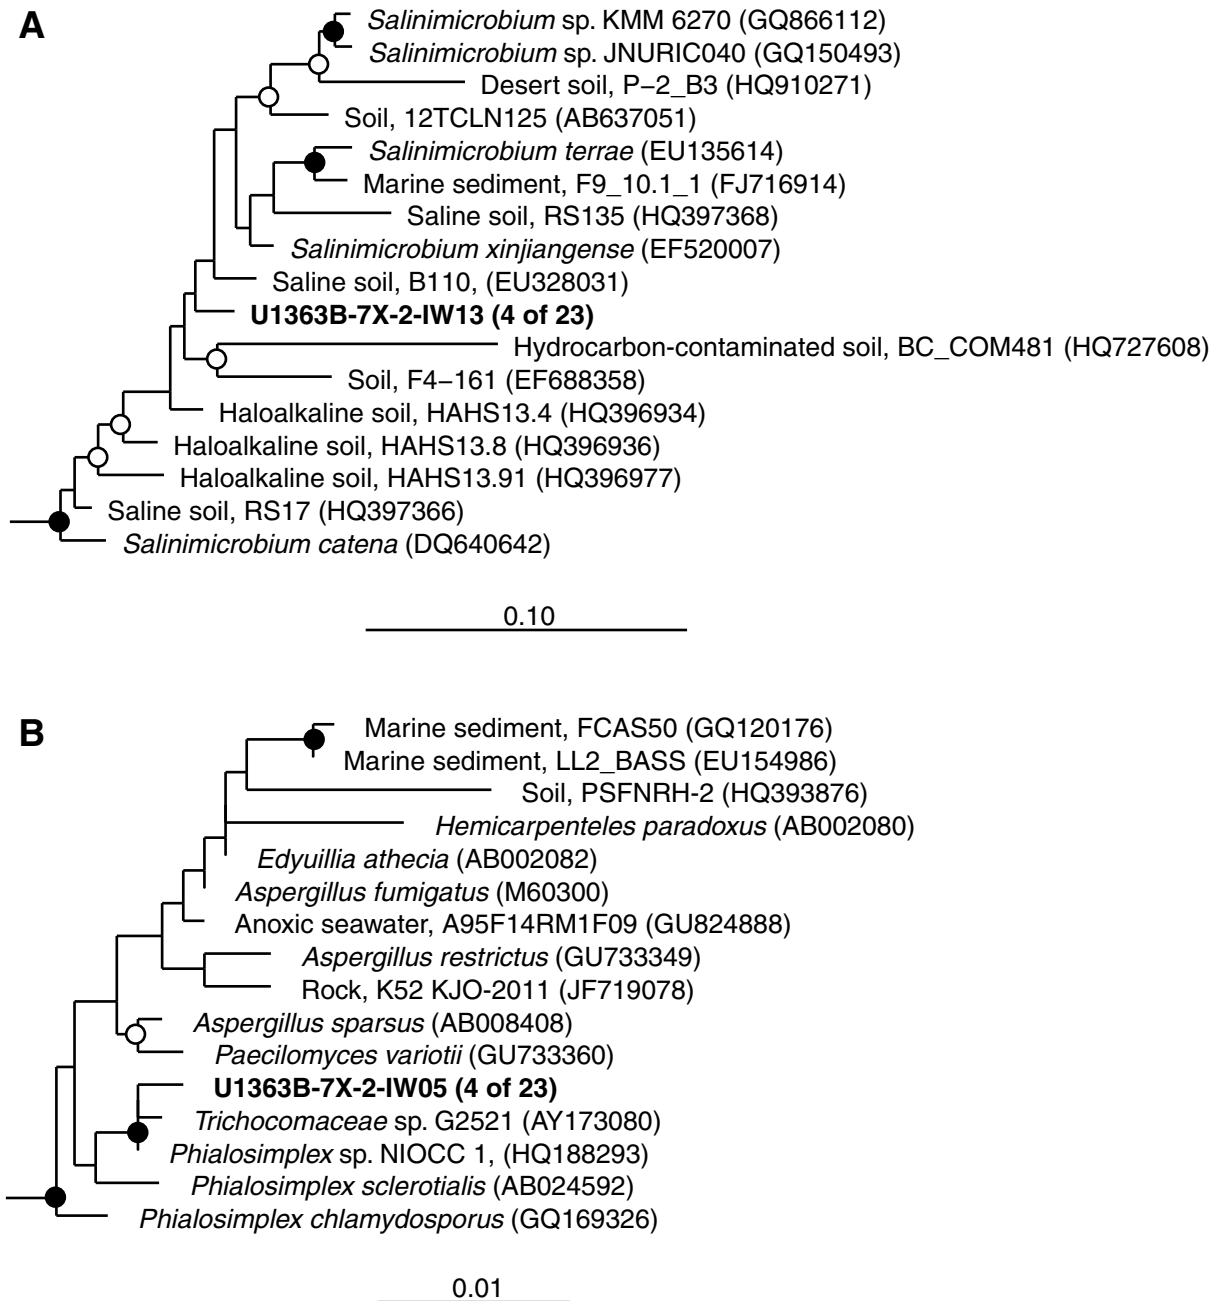 A
Salinimicrobium sp. KMM 6270 (GQ866112)
Salinimicrobium sp. JNURIC040 (GQ150493)
Desert soil, P−2_B3 (HQ910271)
Soil, 12TCLN125 (AB637051)
Salinimicrobium terrae (EU135614)
Marine sediment, F9_10.1_1 (FJ716914)
Saline soil, RS135 (HQ397368)
Salinimicrobium xinjiangense (EF520007)
Saline soil, B110, (EU328031)
U1363B-7X-2-IW13 (4 of 23)
Hydrocarbon-contaminated soil, BC_COM481 (HQ727608)
Soil, F4−161 (EF688358)
Haloalkaline soil, HAHS13.4 (HQ396934)
Haloalkaline soil, HAHS13.8 (HQ396936)
Haloalkaline soil, HAHS13.91 (HQ396977)
Saline soil, RS17 (HQ397366)
Salinimicrobium catena (DQ640642)
0.10
B
Marine sediment, FCAS50 (GQ120176)
Marine sediment, LL2_BASS (EU154986)
Soil, PSFNRH-2 (HQ393876)
Hemicarpenteles paradoxus (AB002080)
Edyuillia athecia (AB002082)
Aspergillus fumigatus (M60300)
Anoxic seawater, A95F14RM1F09 (GU824888)
Aspergillus restrictus (GU733349)
Rock, K52 KJO-2011 (JF719078)
Aspergillus sparsus (AB008408)
Paecilomyces variotii (GU733360)
U1363B-7X-2-IW05 (4 of 23)
Trichocomaceae sp. G2521 (AY173080)
Phialosimplex sp. NIOCC 1, (HQ188293)
Phialosimplex sclerotialis (AB024592)
Phialosimplex chlamydosporus (GQ169326)
0.01